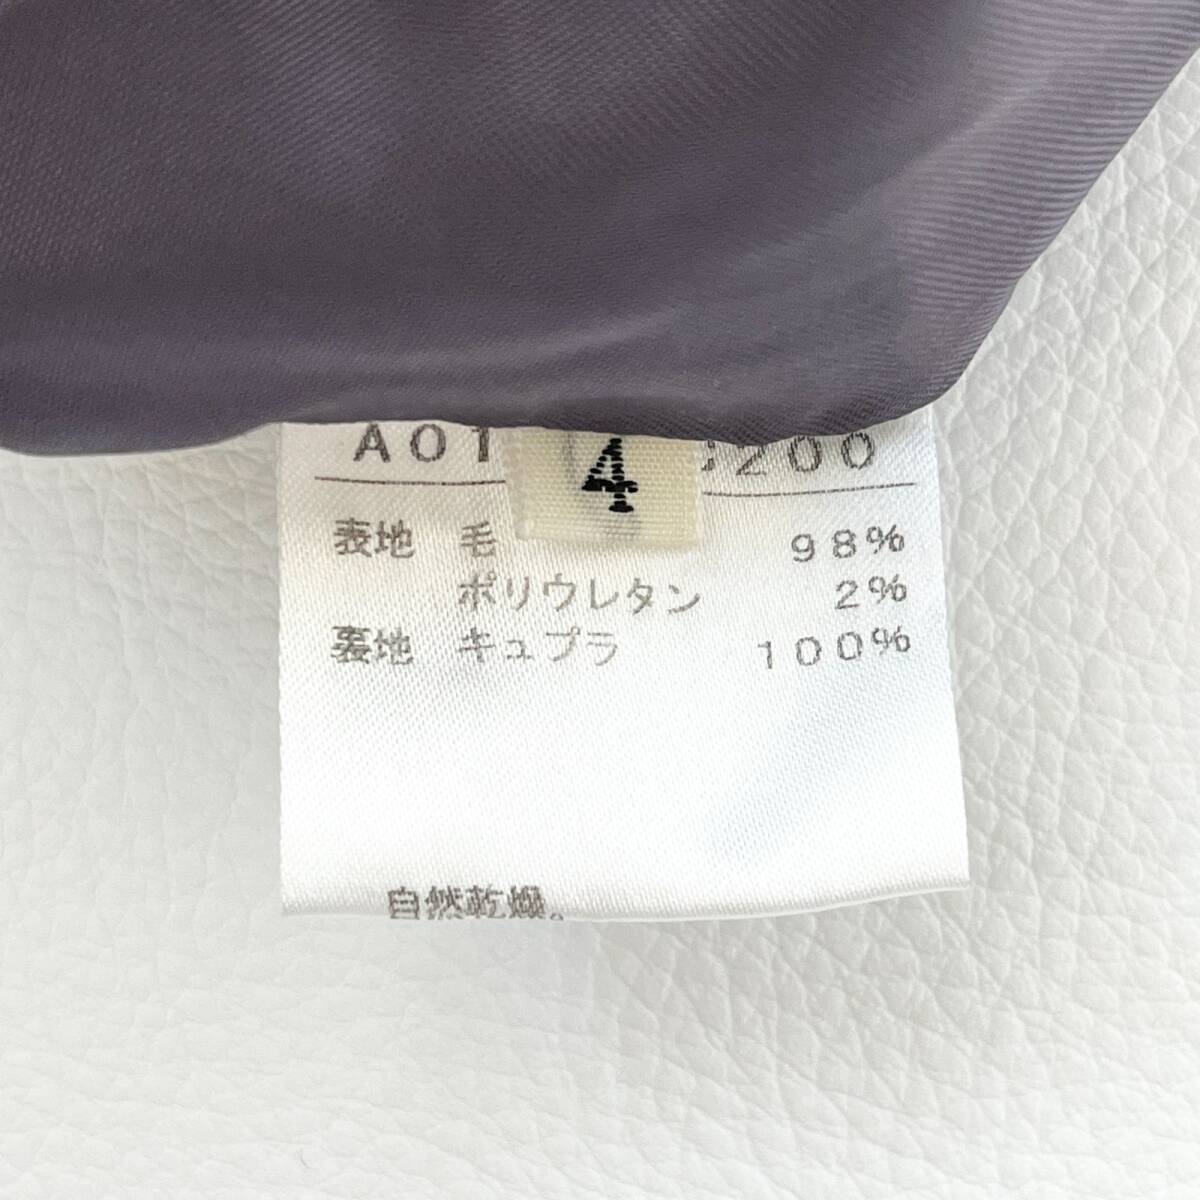 A01 200
4
表地 毛 98%
ポリウレタン 2%
裏地 キュプラ 100%
自然乾燥。